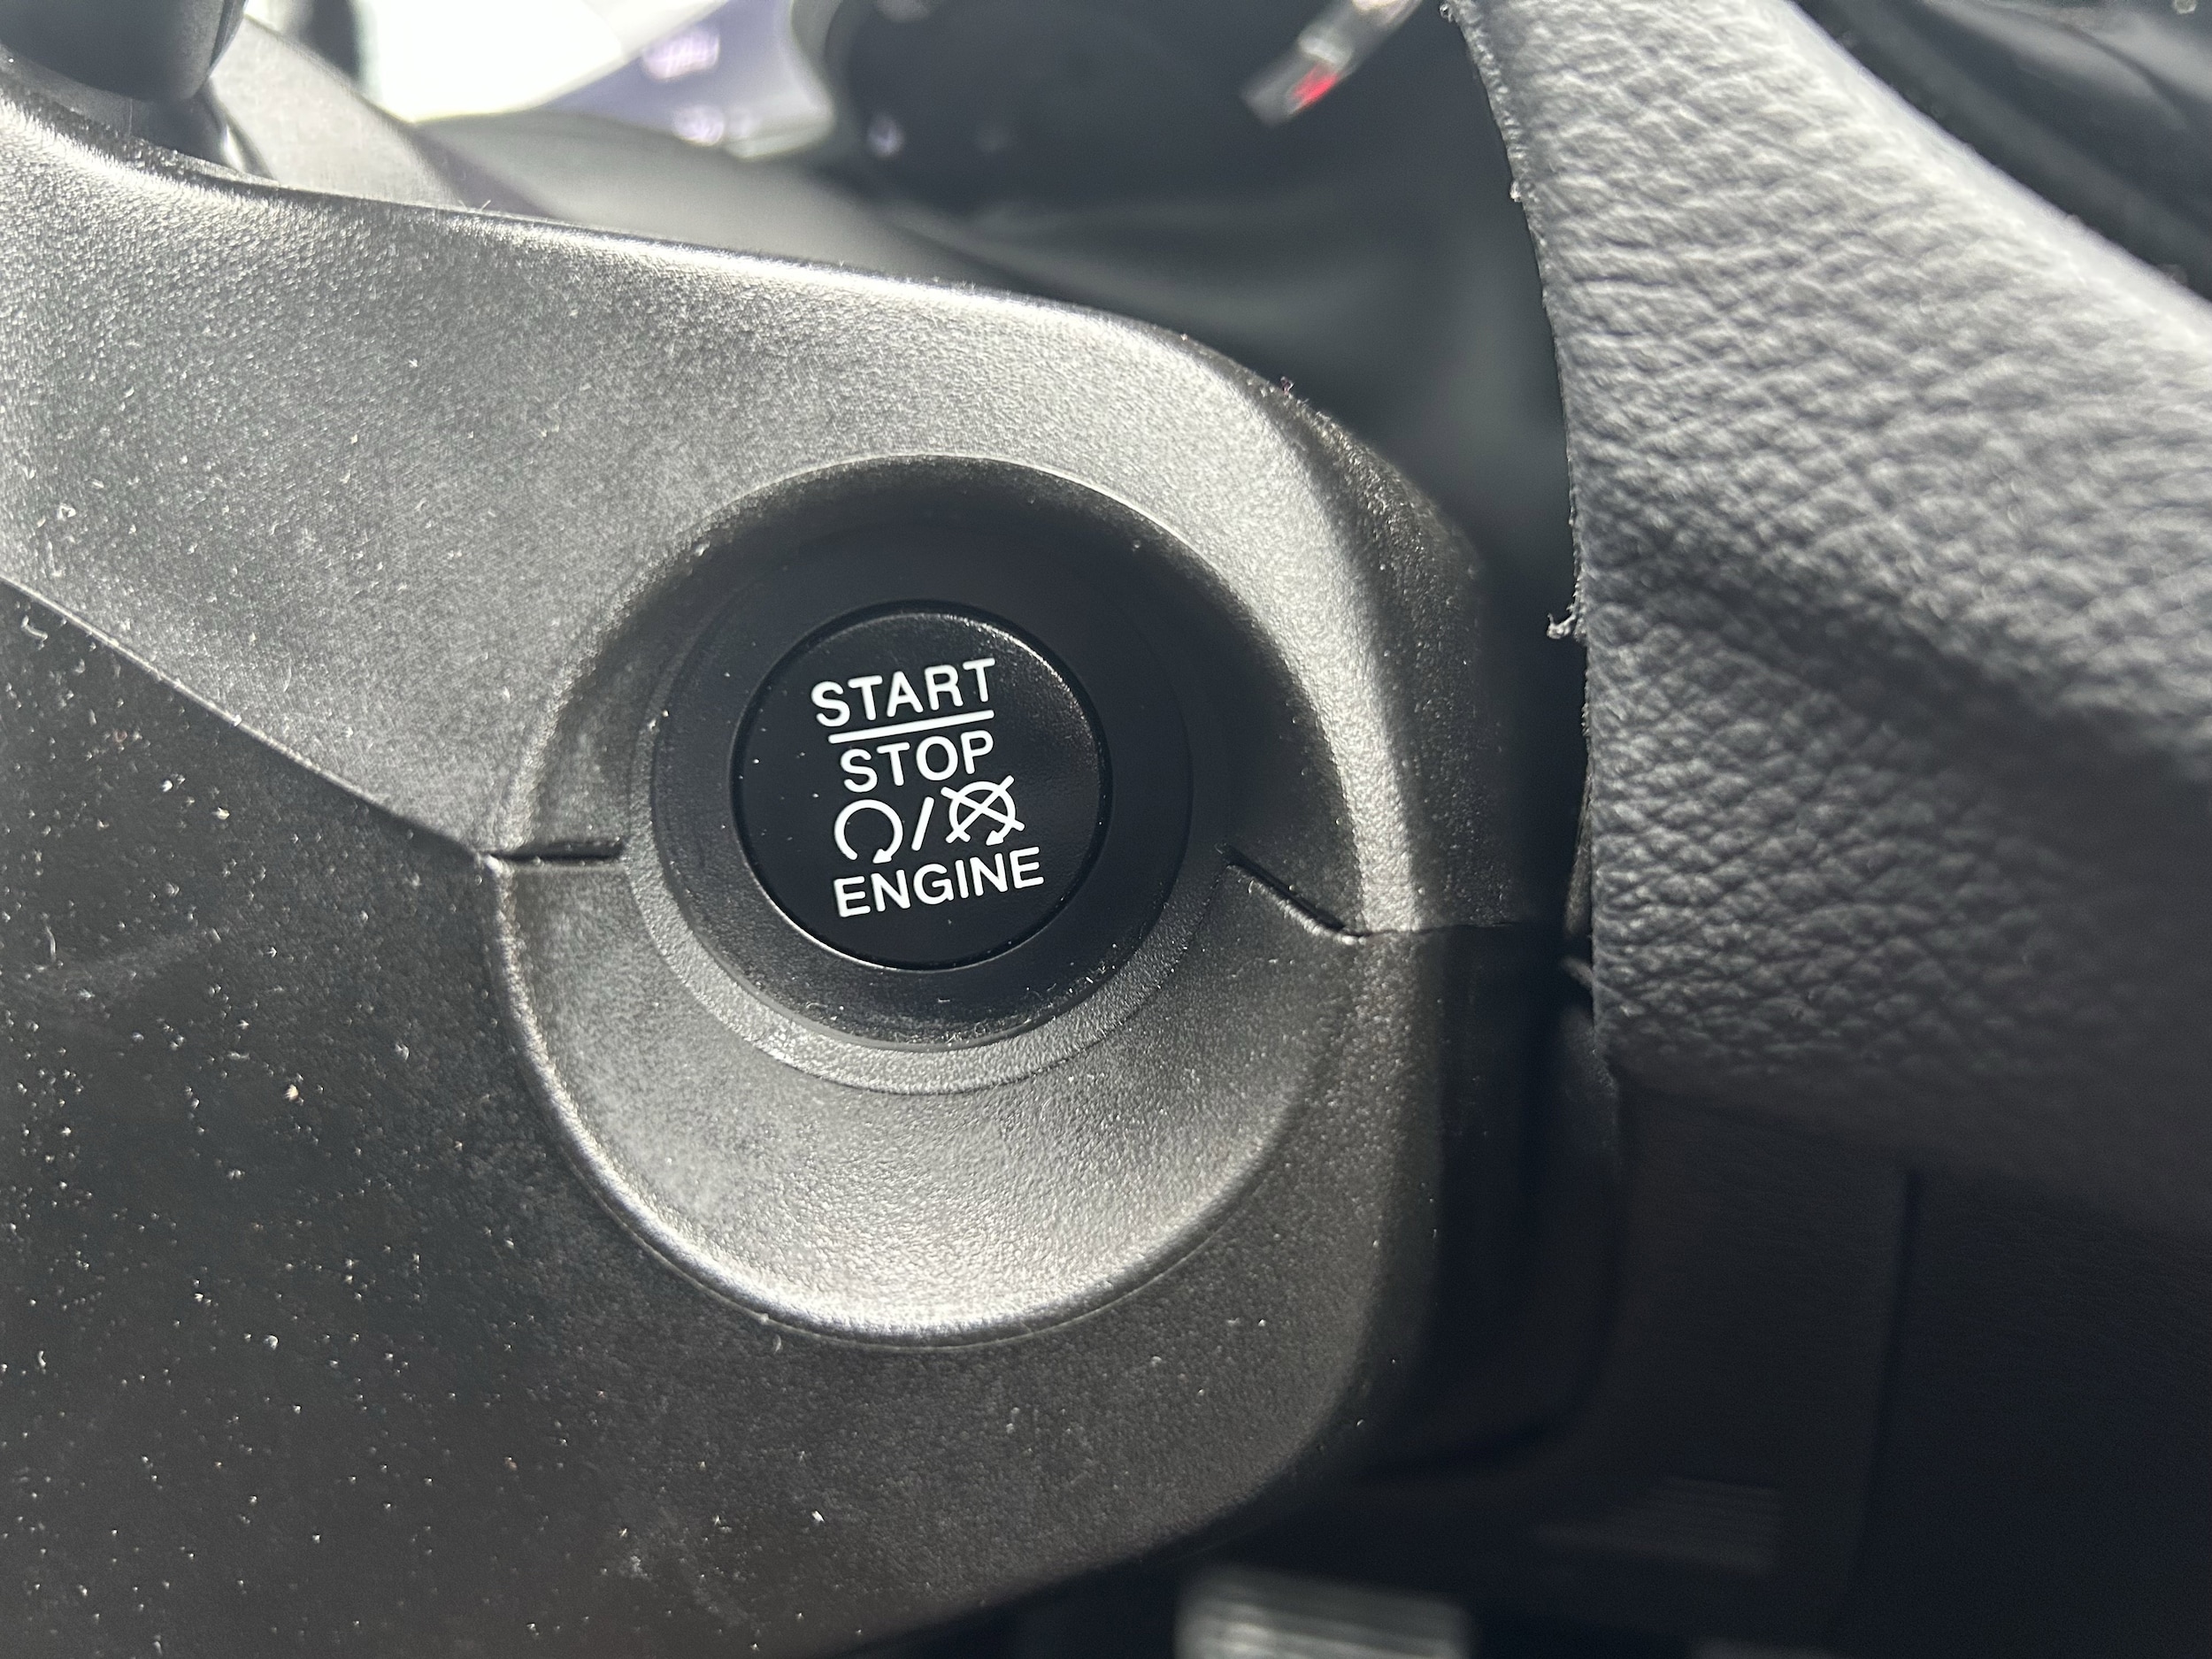 START
STOP
/
ENGINE